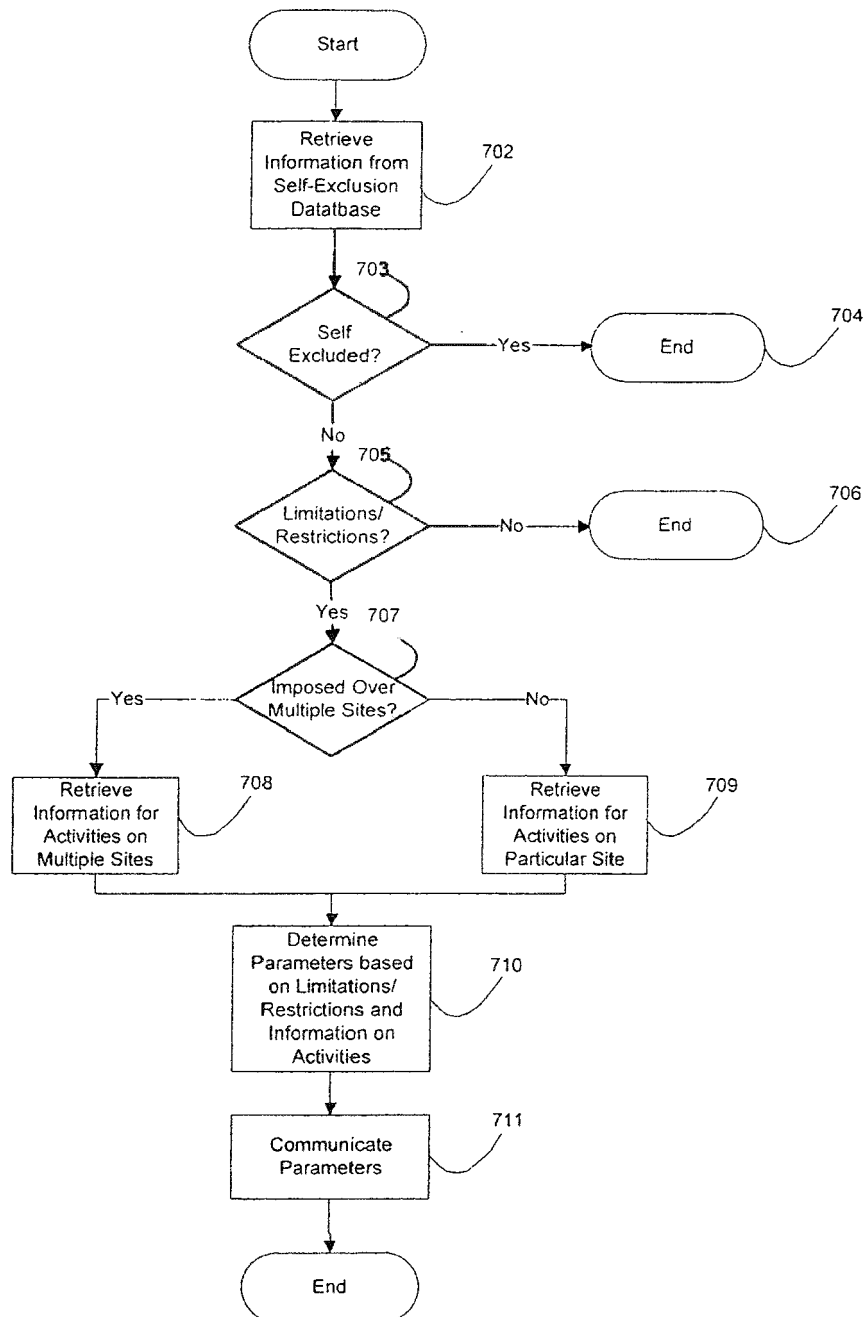 Start
Retrieve
Information from
Self-Exclusion
Datatbase
702
703
Self
Excluded?
Yes
End
704
No
705
Limitations/
Restrictions?
No
End
706
Yes
707
Imposed Over
Multiple Sites?
Yes
No
Retrieve
Information for
Activities on
Multiple Sites
708
Retrieve
Information for
Activities on
Particular Site
709
Determine
Parameters based
on Limitations/
Restrictions and
Information on
Activities
710
Communicate
Parameters
711
End